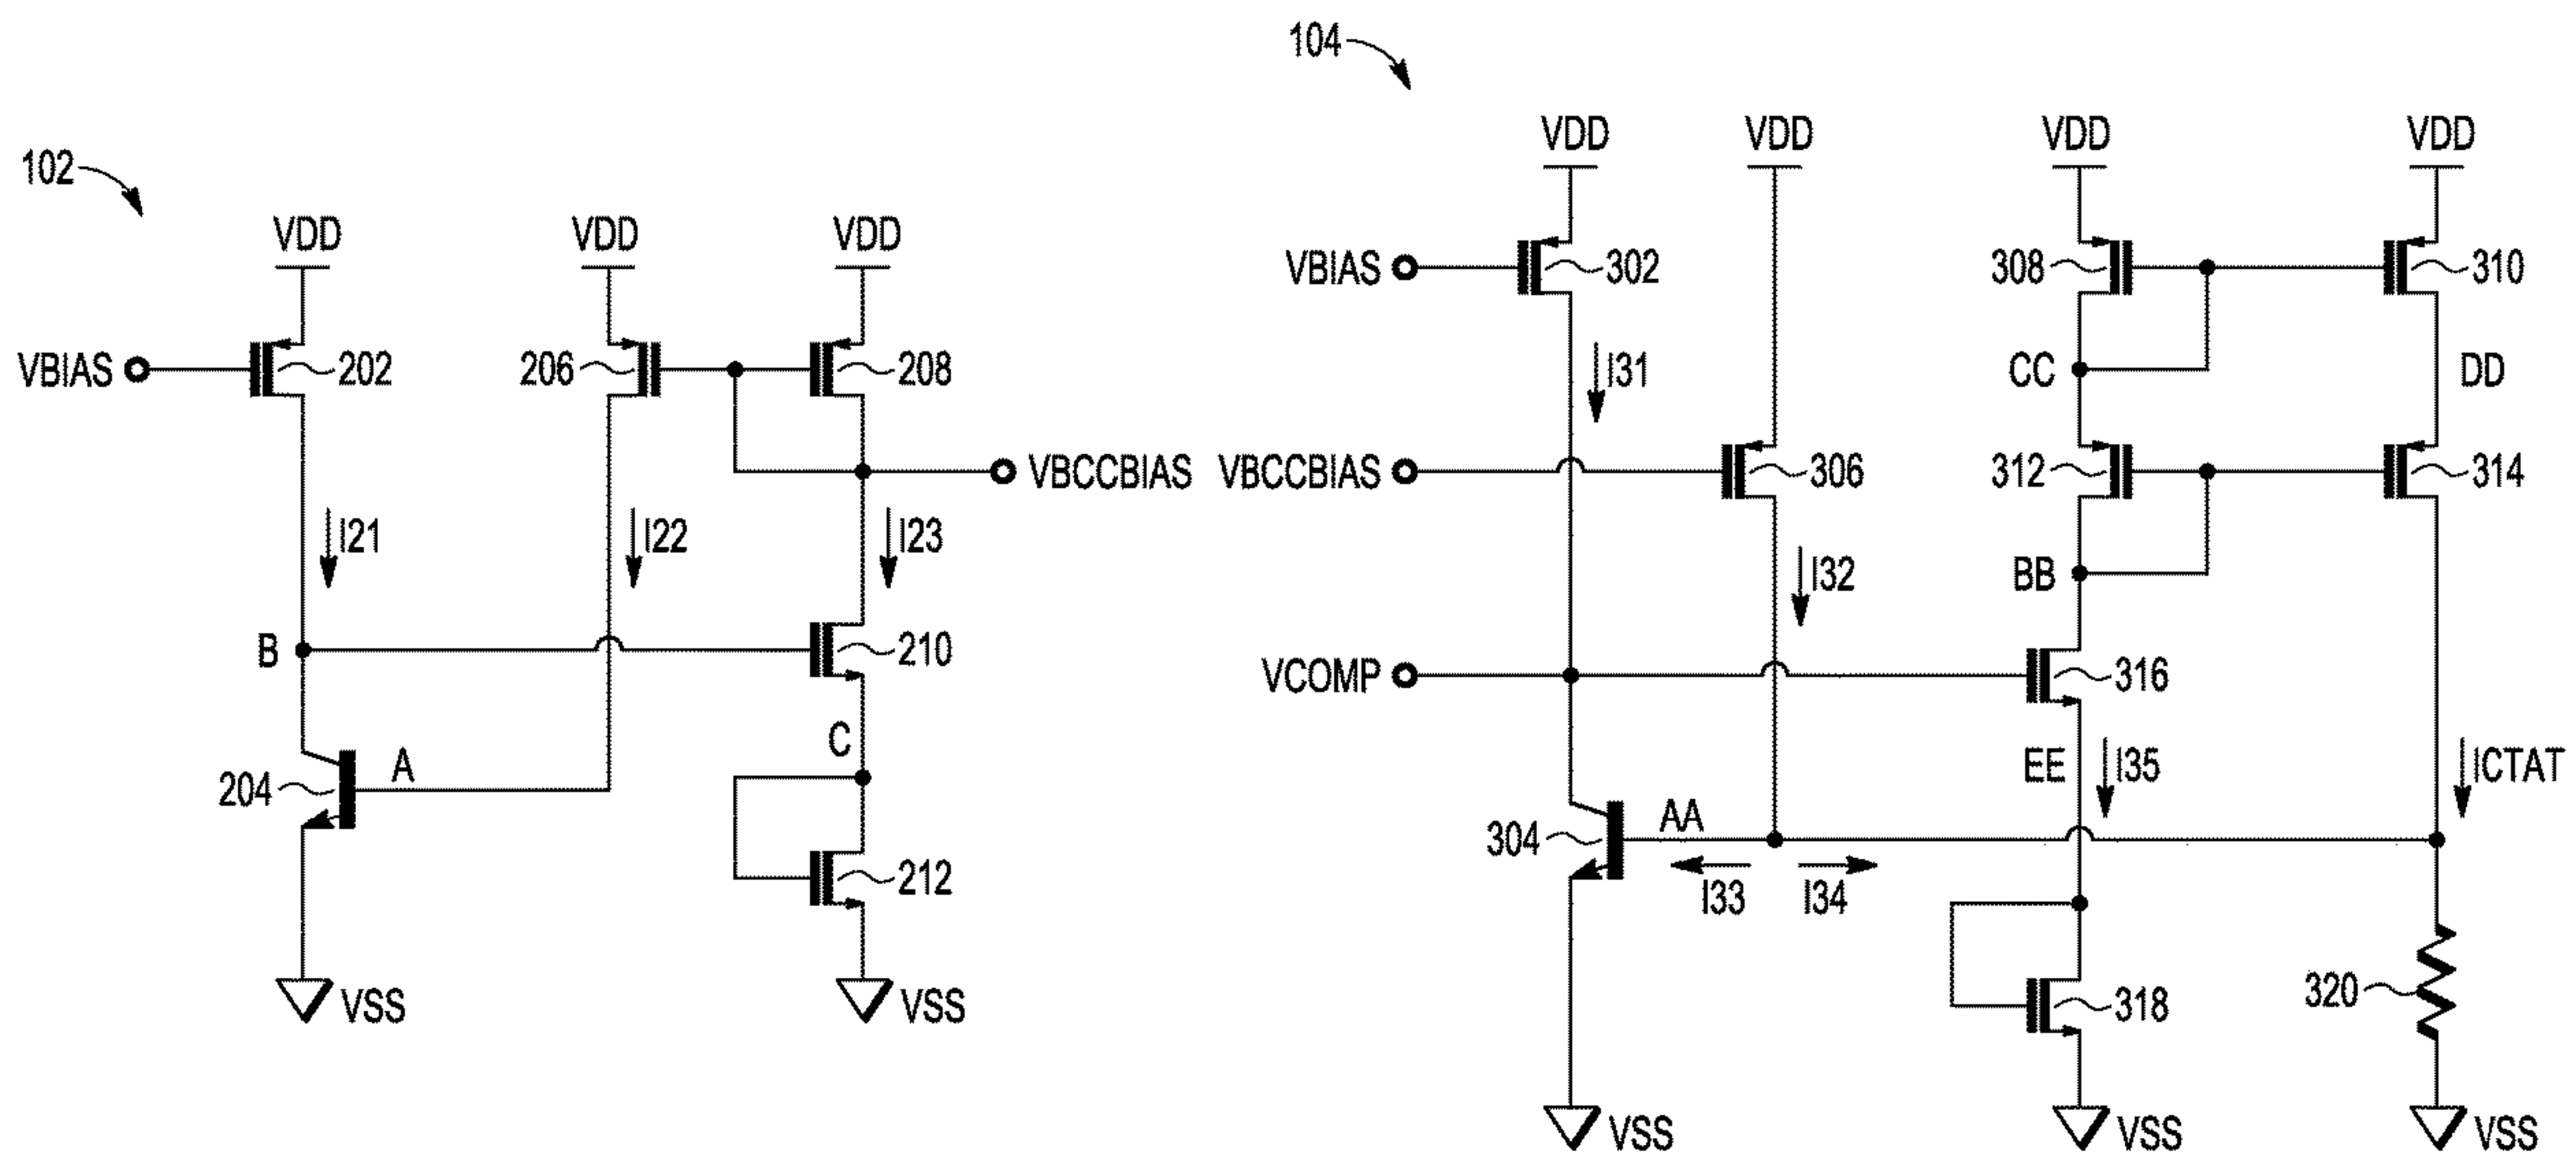 102
VDD
VDD
VDD
VBIAS
202
206
208
VBCCBIAS
I21
I22
I23
B
210
C
204
A
212
VSS
VSS
104
VDD
VDD
VDD
VDD
VBIAS
302
308
310
I31
CC
DD
VBCCBIAS
306
312
314
I32
BB
VCOMP
316
EE
I35
ICTAT
304
AA
I33
I34
320
318
VSS
VSS
VSS